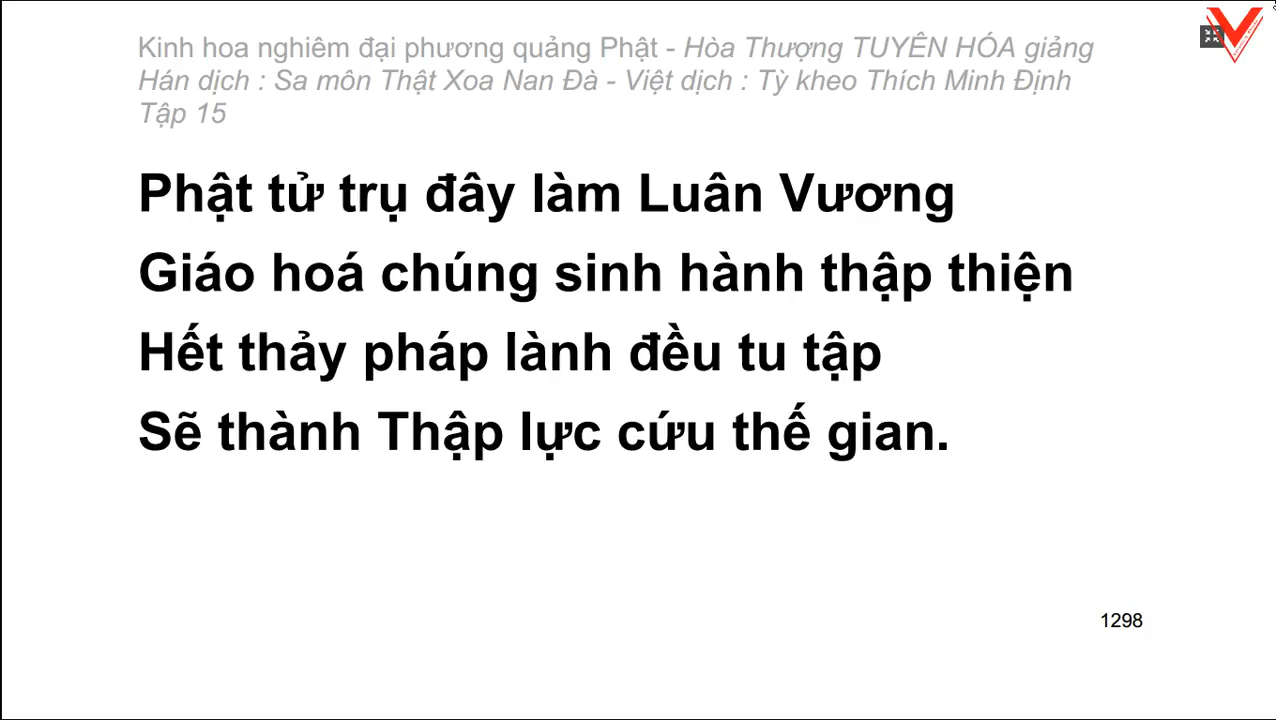 Kinh hoa nghiêm đại phương quảng Phật - Hòa Thượng TUYÊN HÓA giảng
Hán dịch : Sa môn Thật Xoa Nan Đà - Việt dịch : Tỳ kheo Thích Minh Định
Tập 15
Phật tử trụ đây làm Luân Vương
Giáo hoá chúng sinh hành thập thiện
Hết thảy pháp lành đều tu tập
Sẽ thành Thập lực cứu thế gian.
1298